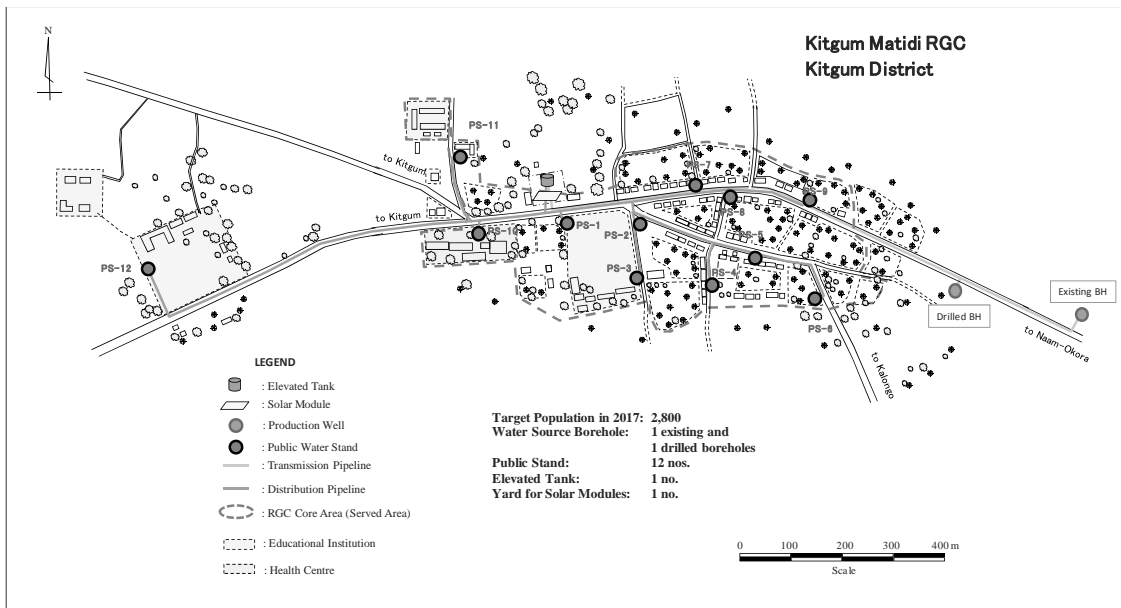 Kitgum Matidi RGC
Kitgum District
N
PS-11
to Kitgum
PS-7
PS-9
to Kitgum
PS-10
PS-1
PS-2
PS-5
PS-12
PS-3
PS-4
Existing BH
Drilled BH
to Naam-Okora
PS-6
to Kalongo
LEGEND
: Elevated Tank
: Solar Module
: Production Well
: Public Water Stand
: Transmission Pipeline
: Distribution Pipeline
: RGC Core Area (Served Area)
: Educational Institution
: Health Centre
Target Population in 2017: 2,800
Water Source Borehole: 1 existing and
1 drilled boreholes
Public Stand: 12 nos.
Elevated Tank: 1 no.
Yard for Solar Modules: 1 no.
0 100 200 300 400 m
Scale